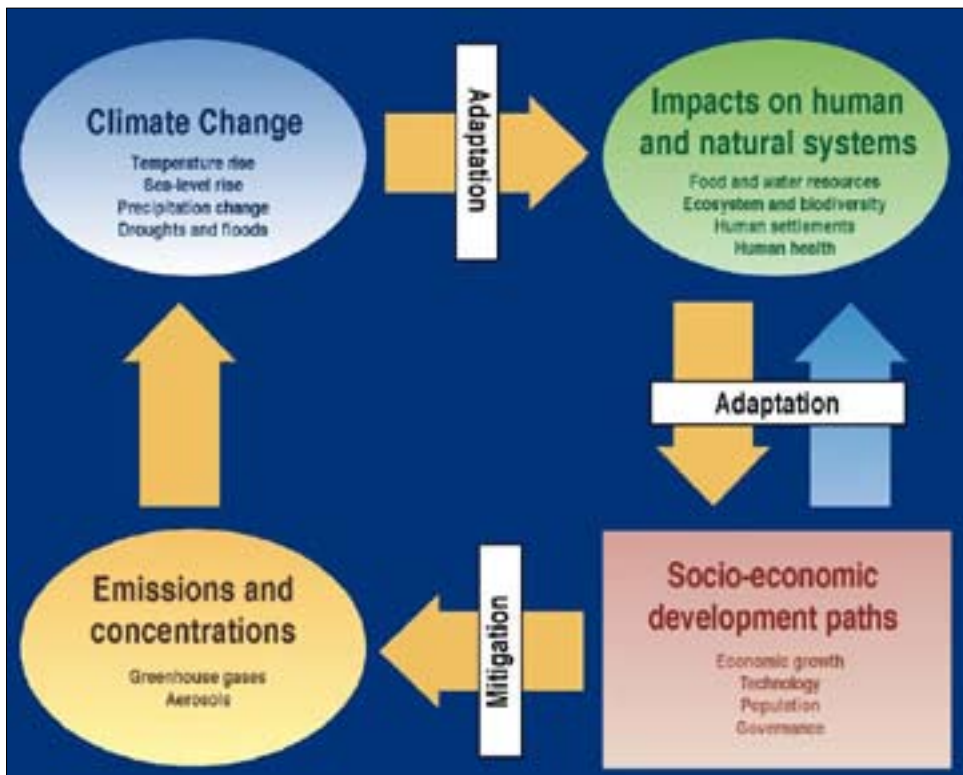 Climate Change
Temperature rise
Sea-level rise
Precipitation change
Droughts and floods
Adaptation
Impacts on human
and natural systems
Food and water resources
Ecosystem and biodiversity
Human settlements
Human health
Adaptation
Emissions and
concentrations
Greenhouse gases
Aerosols
Mitigation
Socio-economic
development paths
Economic growth
Technology
Population
Governance